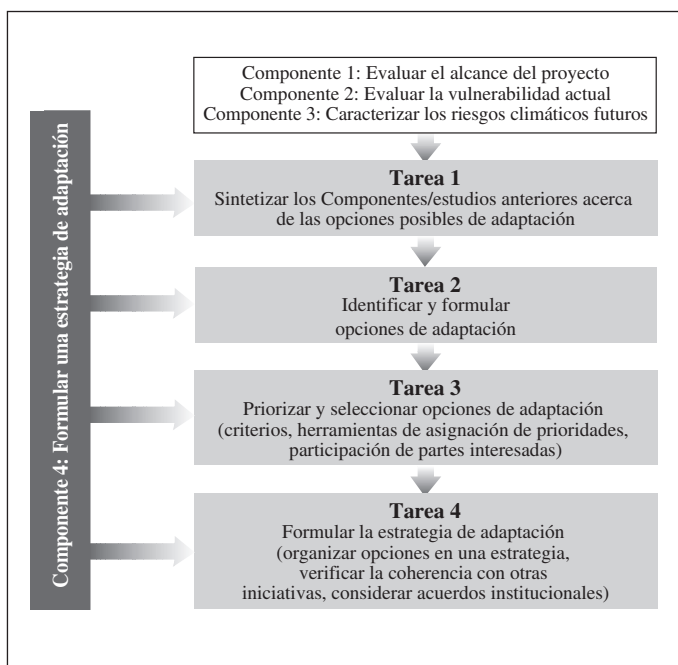 Componente 1: Evaluar el alcance del proyecto
Componente 2: Evaluar la vulnerabilidad actual
Componente 3: Caracterizar los riesgos climáticos futuros
Componente 4: Formular una estrategia de adaptación
Tarea 1
Sintetizar los Componentes/estudios anteriores acerca
de las opciones posibles de adaptación
Tarea 2
Identificar y formular
opciones de adaptación
Tarea 3
Priorizar y seleccionar opciones de adaptación
(criterios, herramientas de asignación de prioridades,
participación de partes interesadas)
Tarea 4
Formular la estrategia de adaptación
(organizar opciones en una estrategia,
verificar la coherencia con otras
iniciativas, considerar acuerdos institucionales)